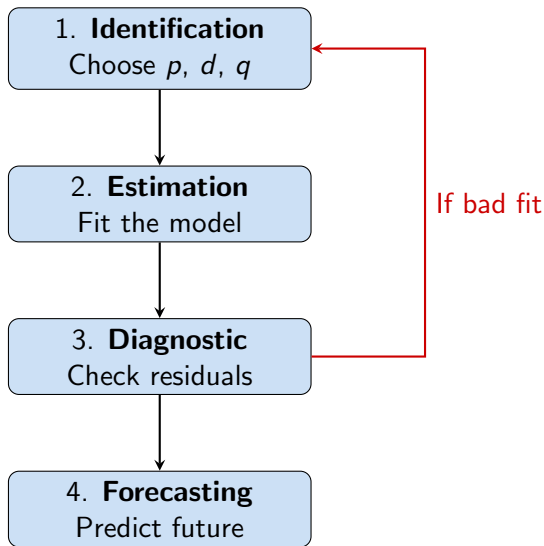 1. Identification
Choose p, d, q
2. Estimation
Fit the model
If bad fit
3. Diagnostic
Check residuals
4. Forecasting
Predict future